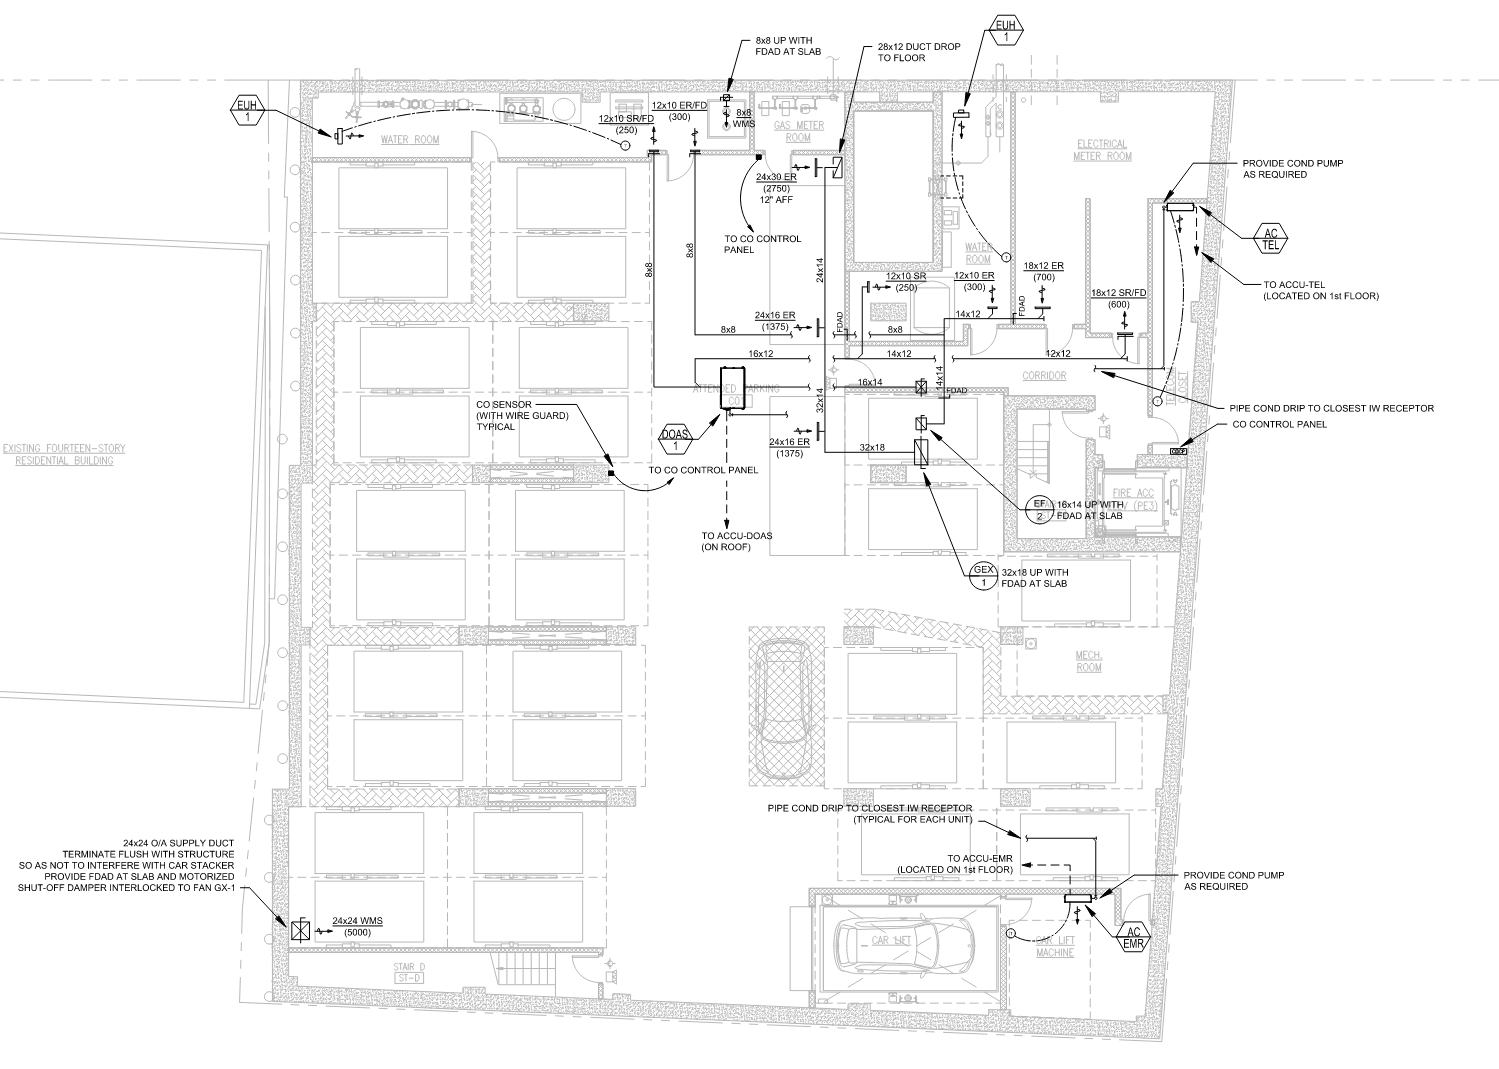 EUH
1
8x8 UP WITH
FDAD AT SLAB
28x12 DUCT DROP
TO FLOOR
EUH
1
WATER ROOM
12x10 SR/FD
(250)
12x10 ER/FD
(300)
8x8
WMS
GAS METER
ROOM
24x30 ER
(2750)
12" AFF
ELECTRICAL
METER ROOM
PROVIDE COND PUMP
AS REQUIRED
AC
TEL
TO CO CONTROL
PANEL
WATER
ROOM
TO ACCU-TEL
(LOCATED ON 1st FLOOR)
8x8
8x8
24x14
12x10 SR
(250)
12x10 ER
(300)
18x12 ER
(700)
18x12 SR/FD
(600)
FDAD
24x16 ER
(1375)
FDAD
8x8
8x8
14x12
16x12
14x12
12x12
CORRIDOR
14x14
ATTENDED PARKING
CO
16x14
FDAD
32x14
CO SENSOR
(WITH WIRE GUARD)
TYPICAL
DOAS
1
24x16 ER
(1375)
32x18
PIPE COND DRIP TO CLOSEST IW RECEPTOR
CO CONTROL PANEL
EXISTING FOURTEEN-STORY
RESIDENTIAL BUILDING
TO CO CONTROL PANEL
EF
2
16x14 UP WITH
FDAD AT SLAB
FIRE ACC
(PE3)
TO ACCU-DOAS
(ON ROOF)
GEX
1
32x18 UP WITH
FDAD AT SLAB
MECH.
ROOM
PIPE COND DRIP TO CLOSEST IW RECEPTOR
(TYPICAL FOR EACH UNIT)
24x24 O/A SUPPLY DUCT
TERMINATE FLUSH WITH STRUCTURE
SO AS NOT TO INTERFERE WITH CAR STACKER
PROVIDE FDAD AT SLAB AND MOTORIZED
SHUT-OFF DAMPER INTERLOCKED TO FAN GX-1
TO ACCU-EMR
(LOCATED ON 1st FLOOR)
PROVIDE COND PUMP
AS REQUIRED
24x24 WMS
(5000)
AC
EMR
CAR LIFT
CAR LIFT
MACHINE
STAIR D
ST-D